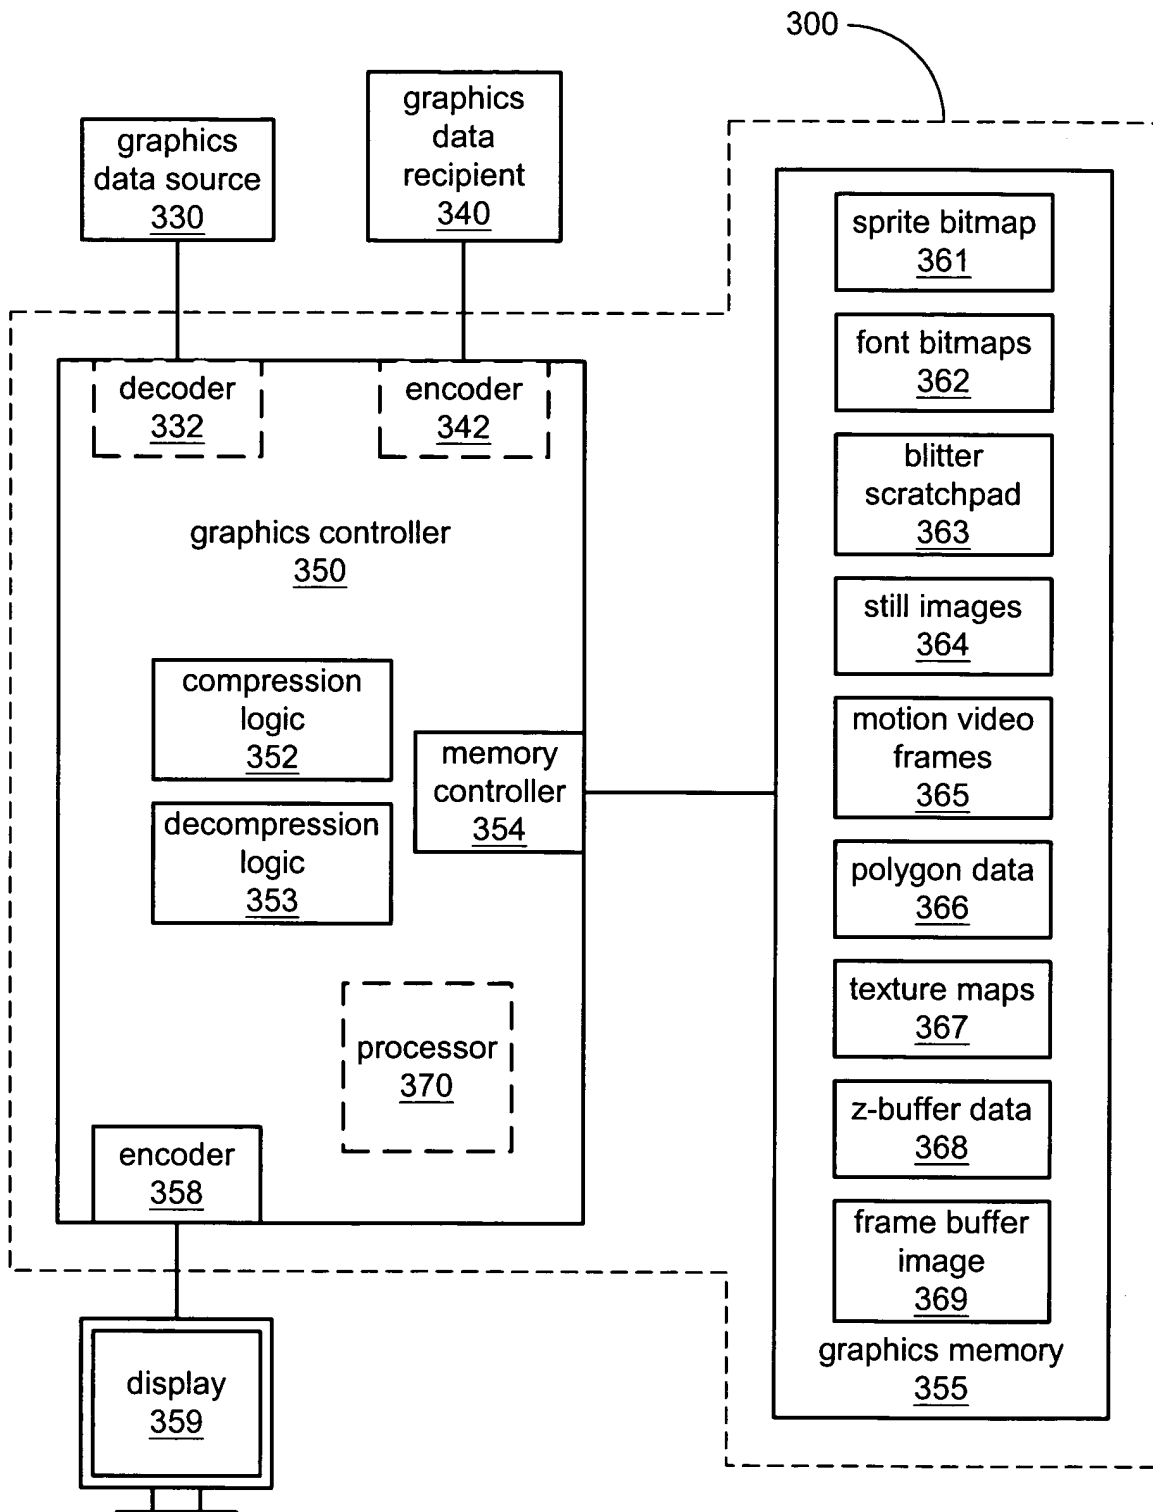 300
graphics
data source
330
graphics
data
recipient
340
decoder
332
encoder
342
graphics controller
350
compression
logic
352
decompression
logic
353
memory
controller
354
processor
370
encoder
358
display
359
sprite bitmap
361
font bitmaps
362
blitter
scratchpad
363
still images
364
motion video
frames
365
polygon data
366
texture maps
367
z-buffer data
368
frame buffer
image
369
graphics memory
355